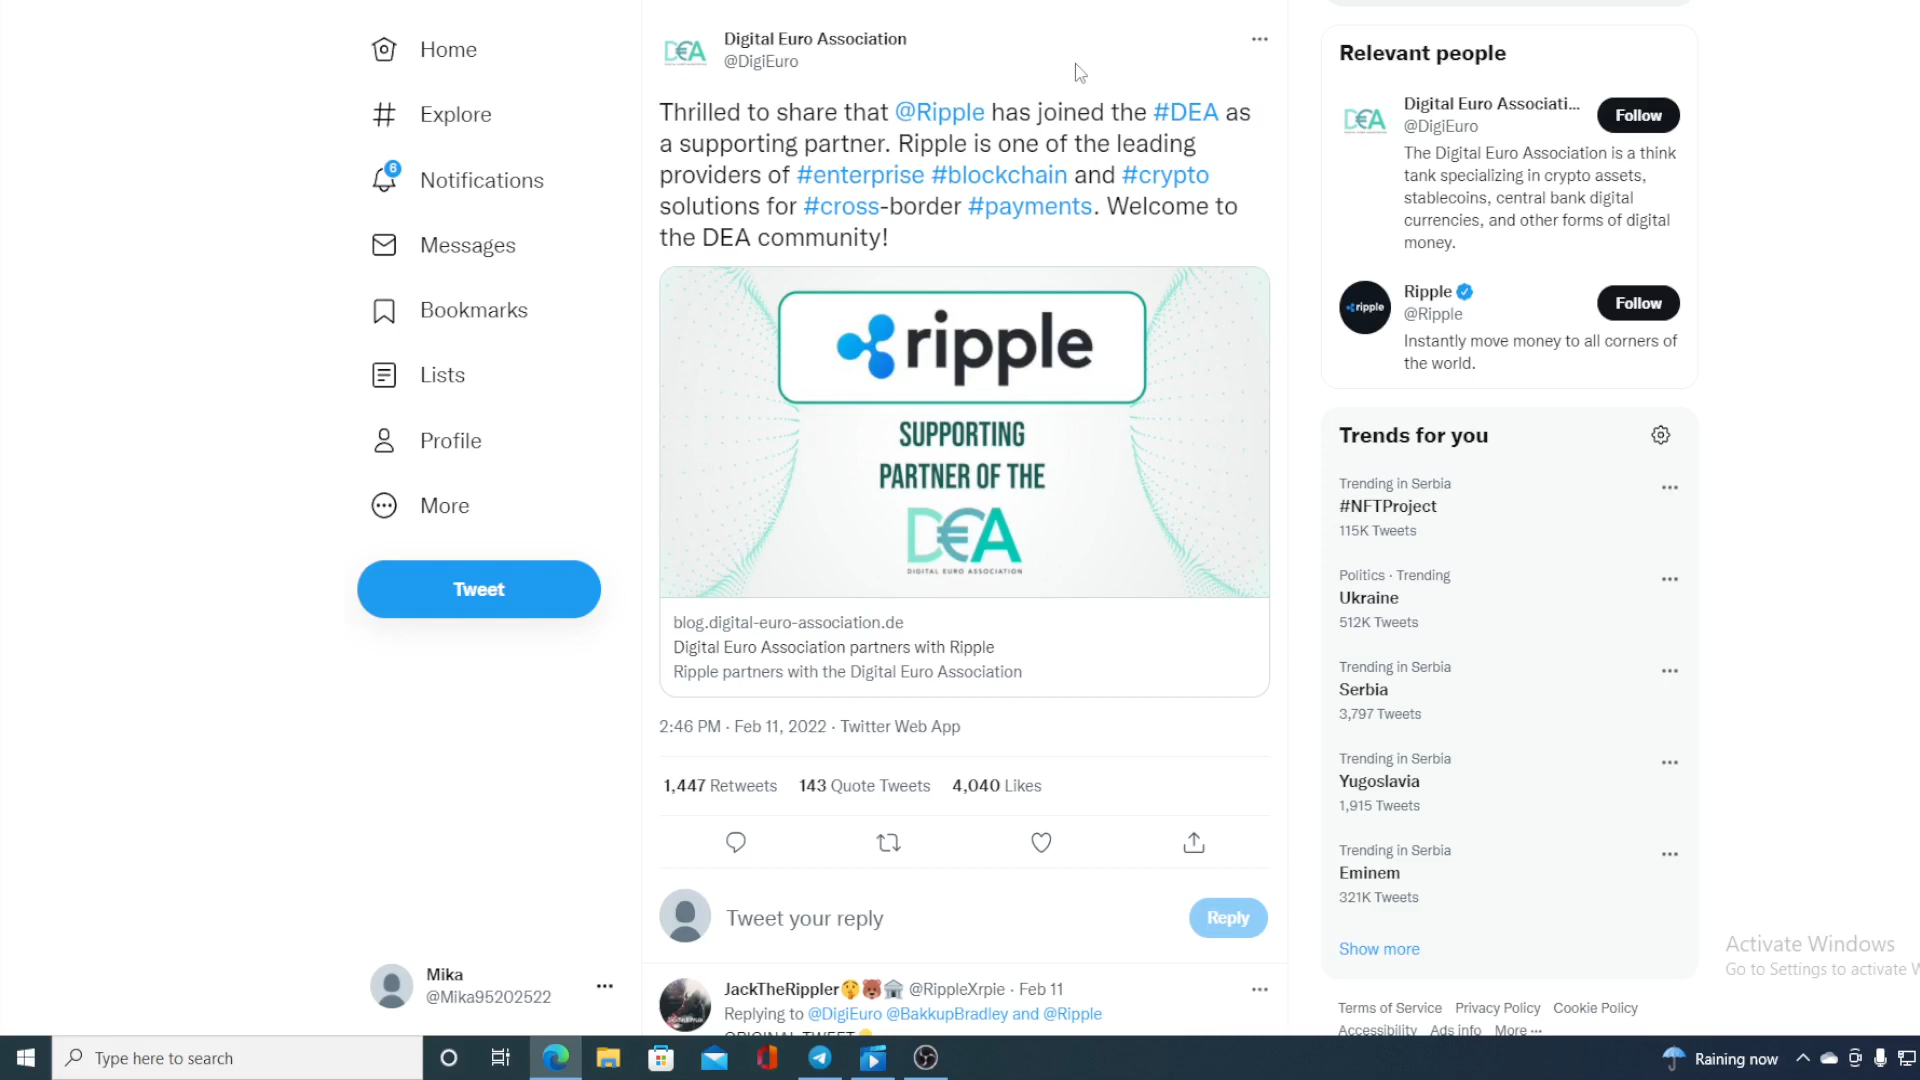 Home
Explore
6
Notifications
Messages
Bookmarks
Lists
Profile
More
Tweet
Mika
@Mika95202522
DEA
Digital Euro Association
@DigiEuro
Thrilled to share that @Ripple has joined the #DEA as
a supporting partner. Ripple is one of the leading
providers of #enterprise #blockchain and #crypto
solutions for #cross-border #payments. Welcome to
the DEA community!
ripple
SUPPORTING
PARTNER OF THE
D€A
DIGITAL EURO ASSOCIATION
blog.digital-euro-association.de
Digital Euro Association partners with Ripple
Ripple partners with the Digital Euro Association
2:46 PM · Feb 11, 2022 · Twitter Web App
1,447 Retweets 143 Quote Tweets 4,040 Likes
Tweet your reply
Reply
JackTheRippler🤫🐻🏛️ @RippleXrpie · Feb 11
Replying to @DigiEuro @BakkupBradley and @Ripple
ORIGINAL TWEET
Relevant people
D€A
Digital Euro Associati...
@DigiEuro
Follow
The Digital Euro Association is a think
tank specializing in crypto assets,
stablecoins, central bank digital
currencies, and other forms of digital
money.
ripple
Ripple
@Ripple
Follow
Instantly move money to all corners of
the world.
Trends for you
Trending in Serbia
#NFTProject
115K Tweets
Politics · Trending
Ukraine
512K Tweets
Trending in Serbia
Serbia
3,797 Tweets
Trending in Serbia
Yugoslavia
1,915 Tweets
Trending in Serbia
Eminem
321K Tweets
Show more
Terms of Service Privacy Policy Cookie Policy
Accessibility Ads info More ...
Activate Windows
Go to Settings to activate W
Type here to search
Raining now